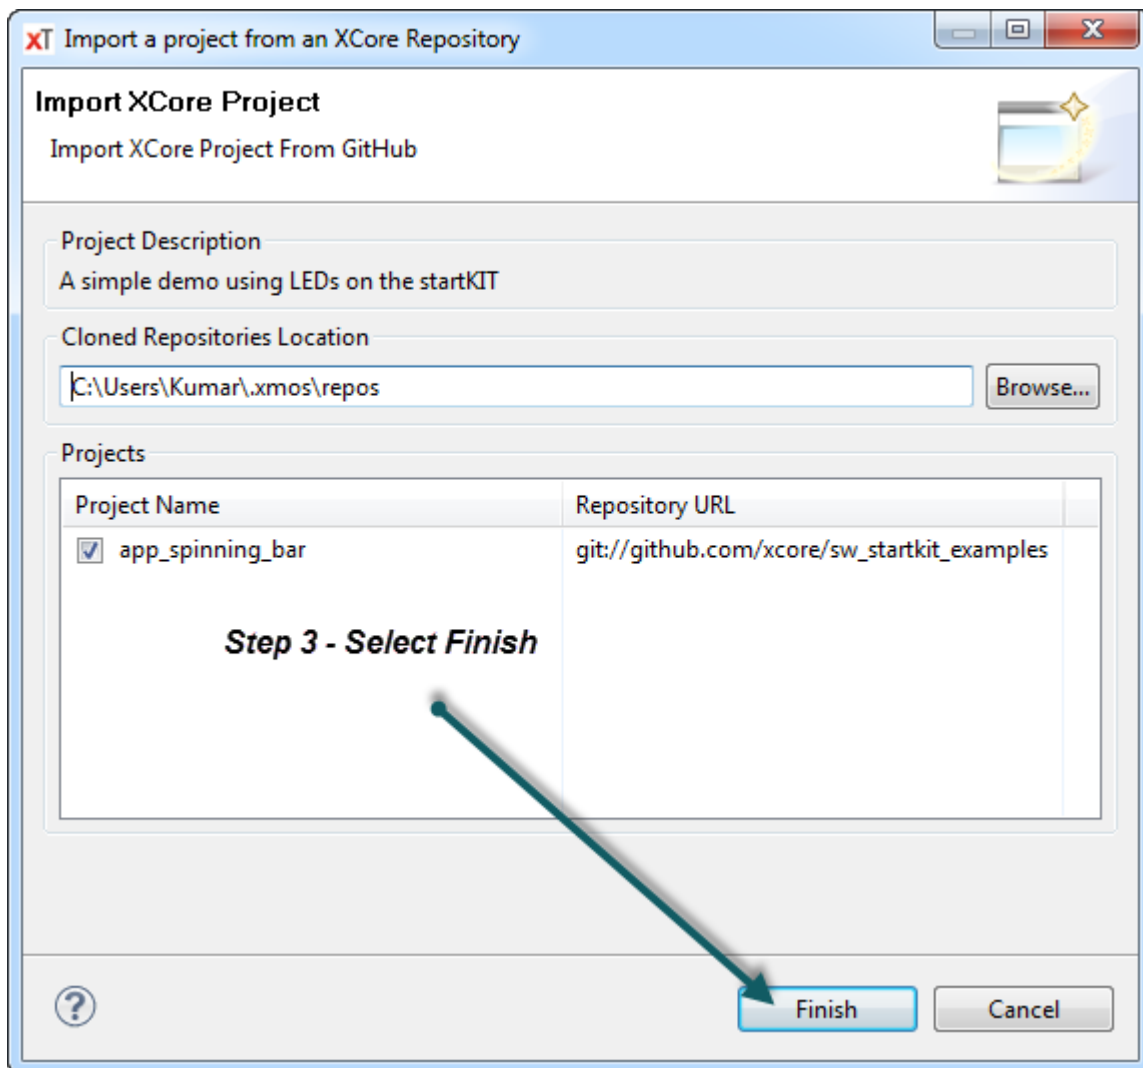 xT Import a project from an XCore Repository
Import XCore Project
Import XCore Project From GitHub
Project Description
A simple demo using LEDs on the startKIT
Cloned Repositories Location
C:\Users\Kumar\.xmos\repos
Browse...
Projects
Project Name Repository URL
app_spinning_bar git://github.com/xcore/sw_startkit_examples
Step 3 - Select Finish
? Finish Cancel